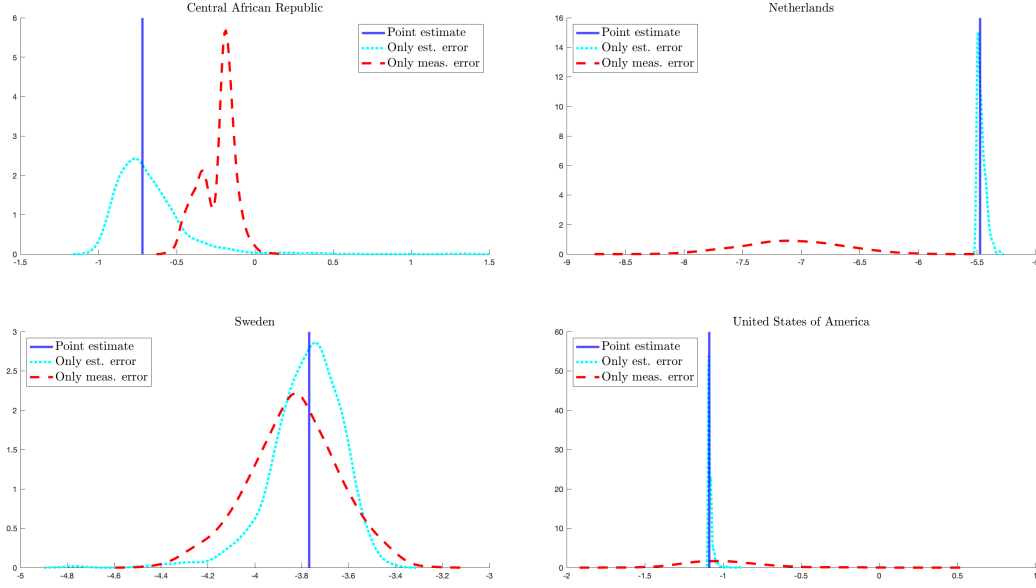 Central African Republic
6
5
4
3
2
1
0
-1.5 -1 -0.5 0 0.5 1 1.5
Point estimate
Only est. error
Only meas. error
Netherlands
16
14
12
10
8
6
4
2
0
-9 -8.5 -8 -7.5 -7 -6.5 -6 -5.5
Point estimate
Only est. error
Only meas. error
Sweden
3
2.5
2
1.5
1
0.5
0
-5 -4.8 -4.6 -4.4 -4.2 -4 -3.8 -3.6 -3.4 -3.2 -3
Point estimate
Only est. error
Only meas. error
United States of America
60
50
40
30
20
10
0
-2 -1.5 -1 -0.5 0 0.5
Point estimate
Only est. error
Only meas. error